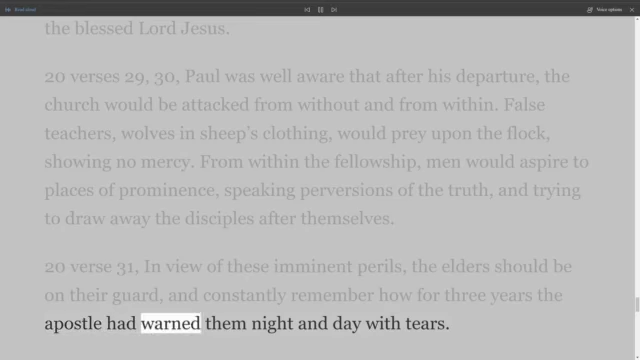 Read aloud
Voice options
the blessed Lord Jesus.
20 verses 29, 30, Paul was well aware that after his departure, the
church would be attacked from without and from within. False
teachers, wolves in sheep's clothing, would prey upon the flock,
showing no mercy. From within the fellowship, men would aspire to
places of prominence, speaking perversions of the truth, and trying
to draw away the disciples after themselves.
20 verse 31, In view of these imminent perils, the elders should be
on their guard, and constantly remember how for three years the
apostle had warned them night and day with tears.